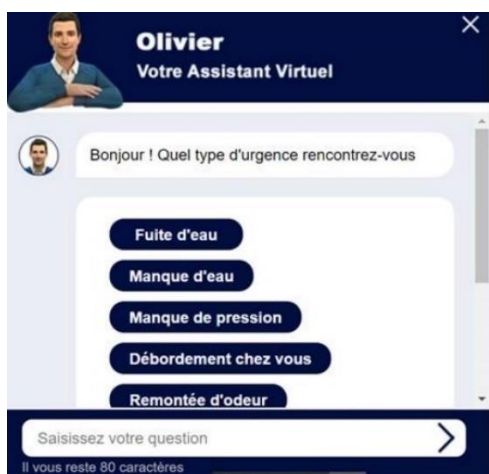 Olivier
Votre Assistant Virtuel
Bonjour ! Quel type d'urgence rencontrez-vous
Fuite d'eau
Manque d'eau
Manque de pression
Débordement chez vous
Remontée d'odeur
Saisissez votre question
Il vous reste 80 caractères